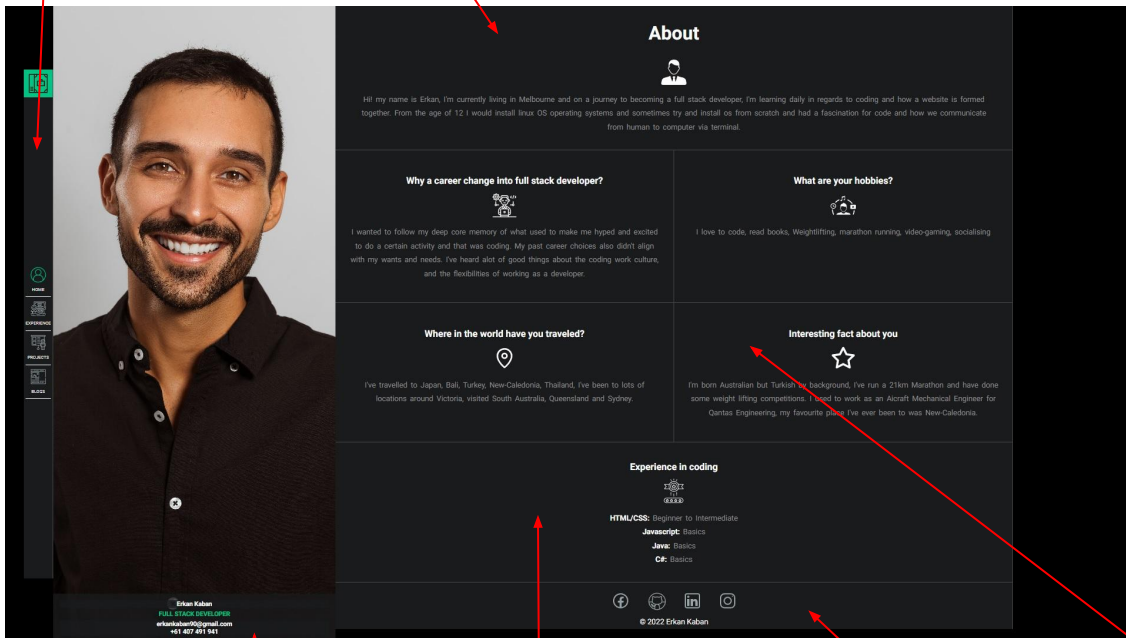 About
Hi! my name is Erkan, I'm currently living in Melbourne and on a journey to becoming a full stack developer, I'm learning daily in regards to coding and how a website is formed
together. From the age of 12 I would install linux OS operating systems and sometimes try and install os from scratch and had a fascination for code and how we communicate
from human to computer via terminal.
Why a career change into full stack developer?
I wanted to follow my deep core memory of what used to make me hyped and excited
to do a certain activity and that was coding. My past career choices also didn't align
with my wants and needs. I've heard alot of good things about the coding work culture,
and the flexibilities of working as a developer.
What are your hobbies?
I love to code, read books, Weightlifting, marathon running, video-gaming, socialising
HOME
EXPERIENCE
PROJECTS
BLOGS
Where in the world have you traveled?
I've travelled to Japan, Bali, Turkey, New-Caledonia, Thailand, I've been to lots of
locations around Victoria, visited South Australia, Queensland and Sydney.
Interesting fact about you
I'm born Australian but Turkish by background, I've run a 21km Marathon and have done
some weight lifting competitions. I used to work as an Aicraft Mechanical Engineer for
Qantas Engineering, my favourite place I've ever been to was New-Caledonia.
Experience in coding
HTML/CSS: Beginner to Intermediate
Javascript: Basics
Java: Basics
C#: Basics
Erkan Kaban
FULL STACK DEVELOPER
erkankaban90@gmail.com
+61 407 491 941
© 2022 Erkan Kaban